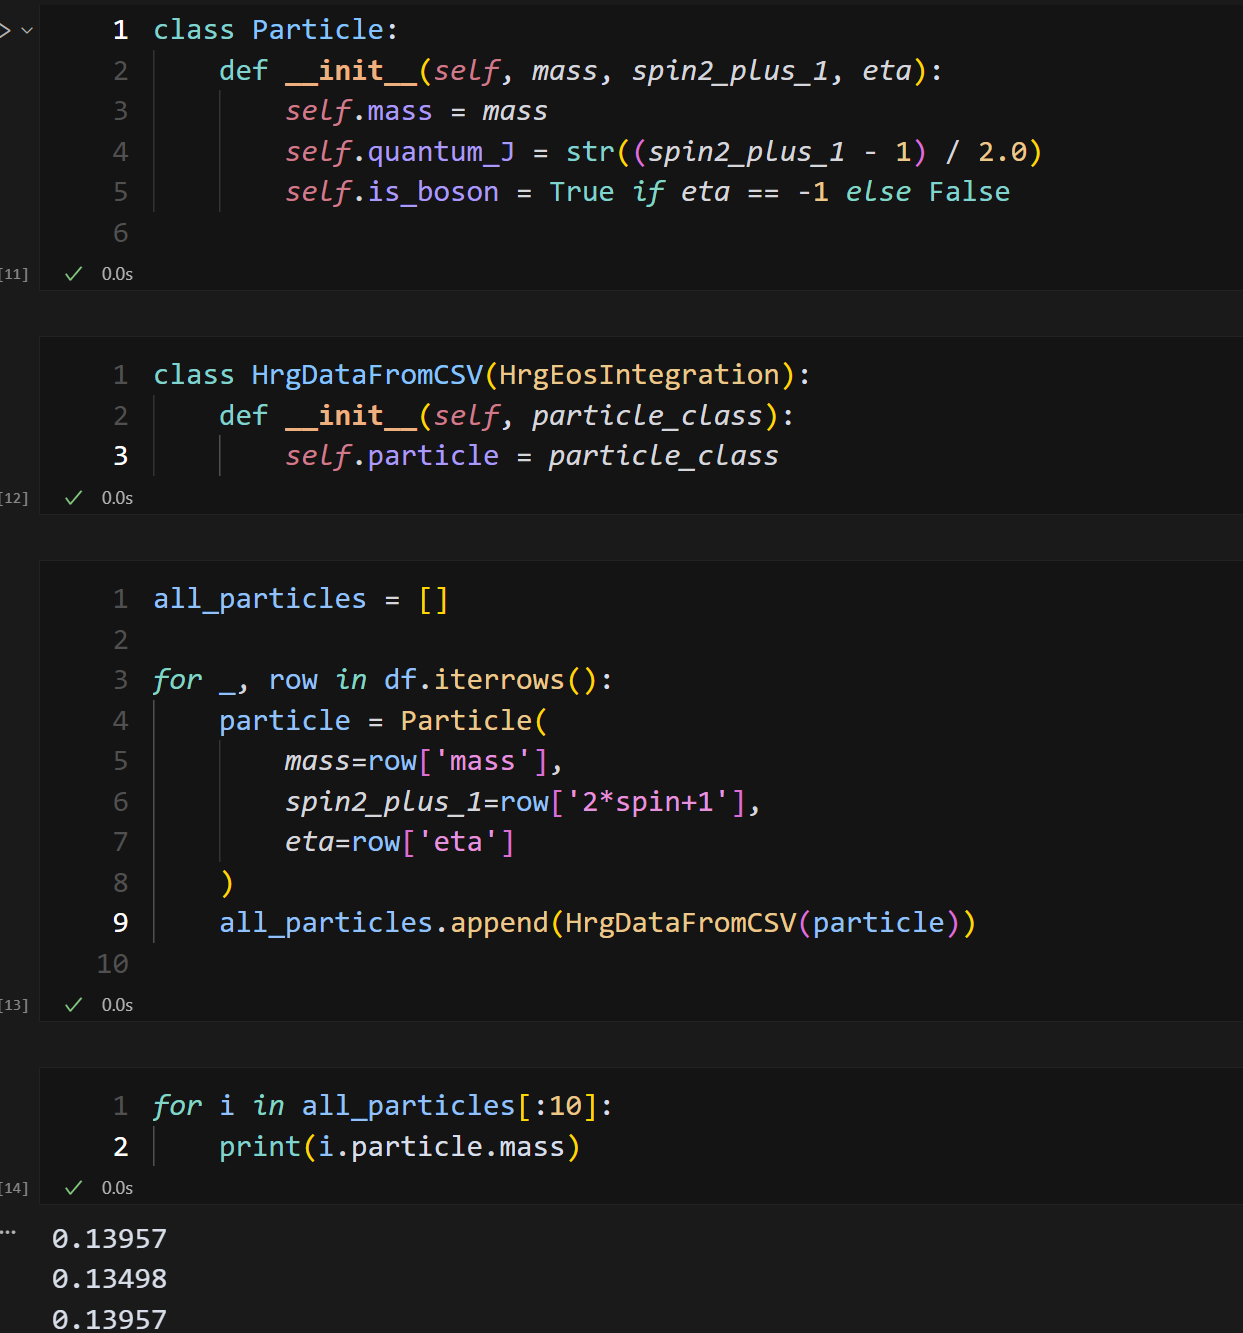 1 class Particle:
2 def __init__(self, mass, spin2_plus_1, eta):
3 self.mass = mass
4 self.quantum_J = str((spin2_plus_1 - 1) / 2.0)
5 self.is_boson = True if eta == -1 else False
6
[11] ✓ 0.0s
1 class HrgDataFromCSV(HrgEosIntegration):
2 def __init__(self, particle_class):
3 self.particle = particle_class
[12] ✓ 0.0s
1 all_particles = []
2
3 for _, row in df.iterrows():
4 particle = Particle(
5 mass=row['mass'],
6 spin2_plus_1=row['2*spin+1'],
7 eta=row['eta']
8 )
9 all_particles.append(HrgDataFromCSV(particle))
10
[13] ✓ 0.0s
1 for i in all_particles[:10]:
2 print(i.particle.mass)
[14] ✓ 0.0s
... 0.13957
0.13498
0.13957